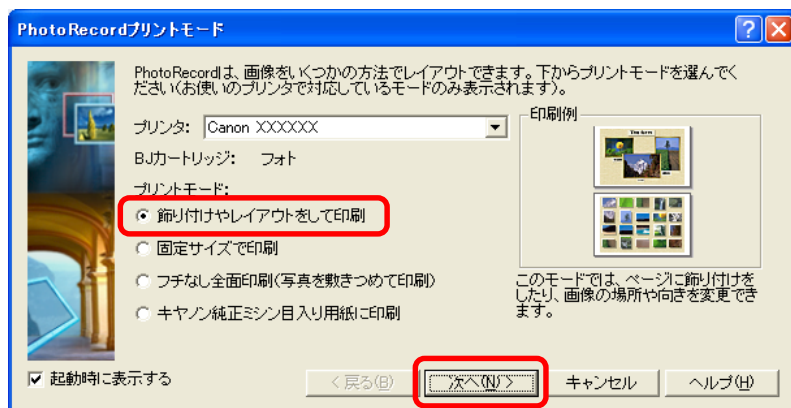 PhotoRecordプリントモード
PhotoRecordは、画像をいくつかの方法でレイアウトできます。下からプリントモードを選んでく
ださい(お使いのプリンタで対応しているモードのみ表示されます)。
プリンタ: Canon XXXXXX
BJカートリッジ: フォト
プリントモード:
飾り付けやレイアウトをして印刷
固定サイズで印刷
フチなし全面印刷(写真を敷きつめて印刷)
キヤノン純正ミシン目入り用紙に印刷
印刷例
このモードでは、ページに飾り付けを
したり、画像の場所や向きを変更でき
ます。
起動時に表示する
< 戻る(B)
次へ(N) >
キャンセル
ヘルプ(H)